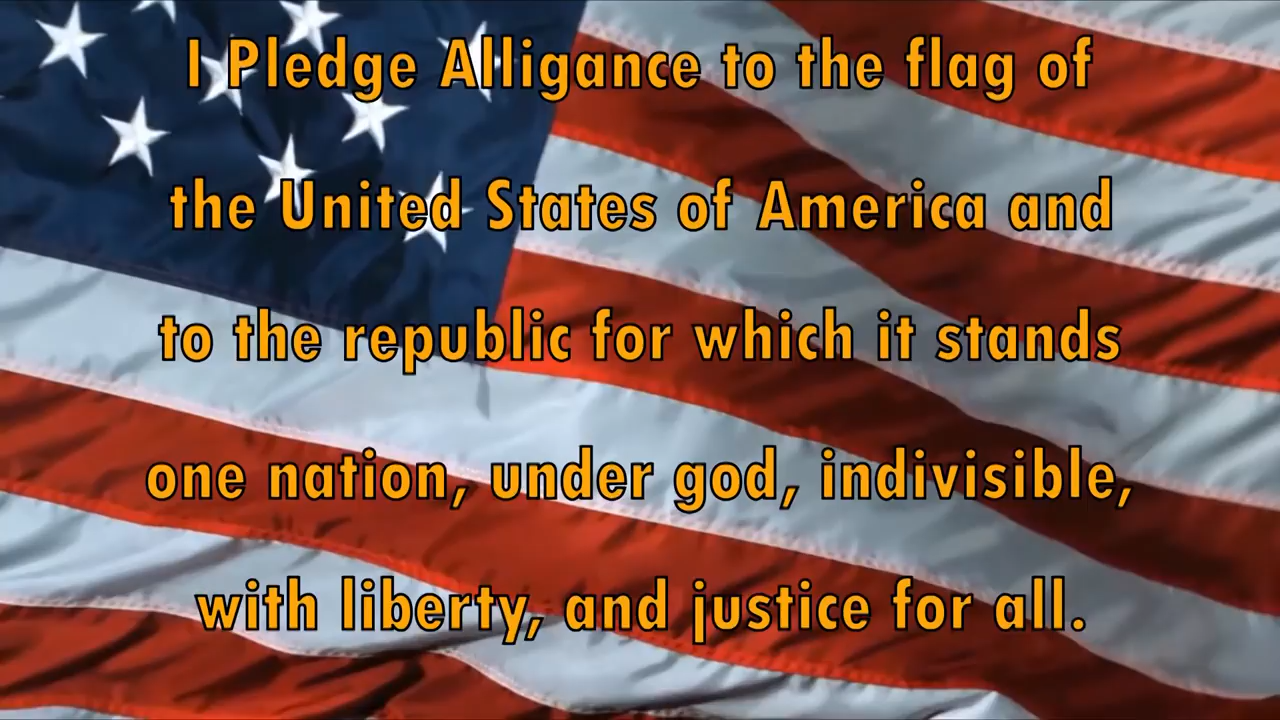 I Pledge Alligance to the flag of
the United States of America and
to the republic for which it stands
one nation, under god, indivisible,
with liberty, and justice for all.